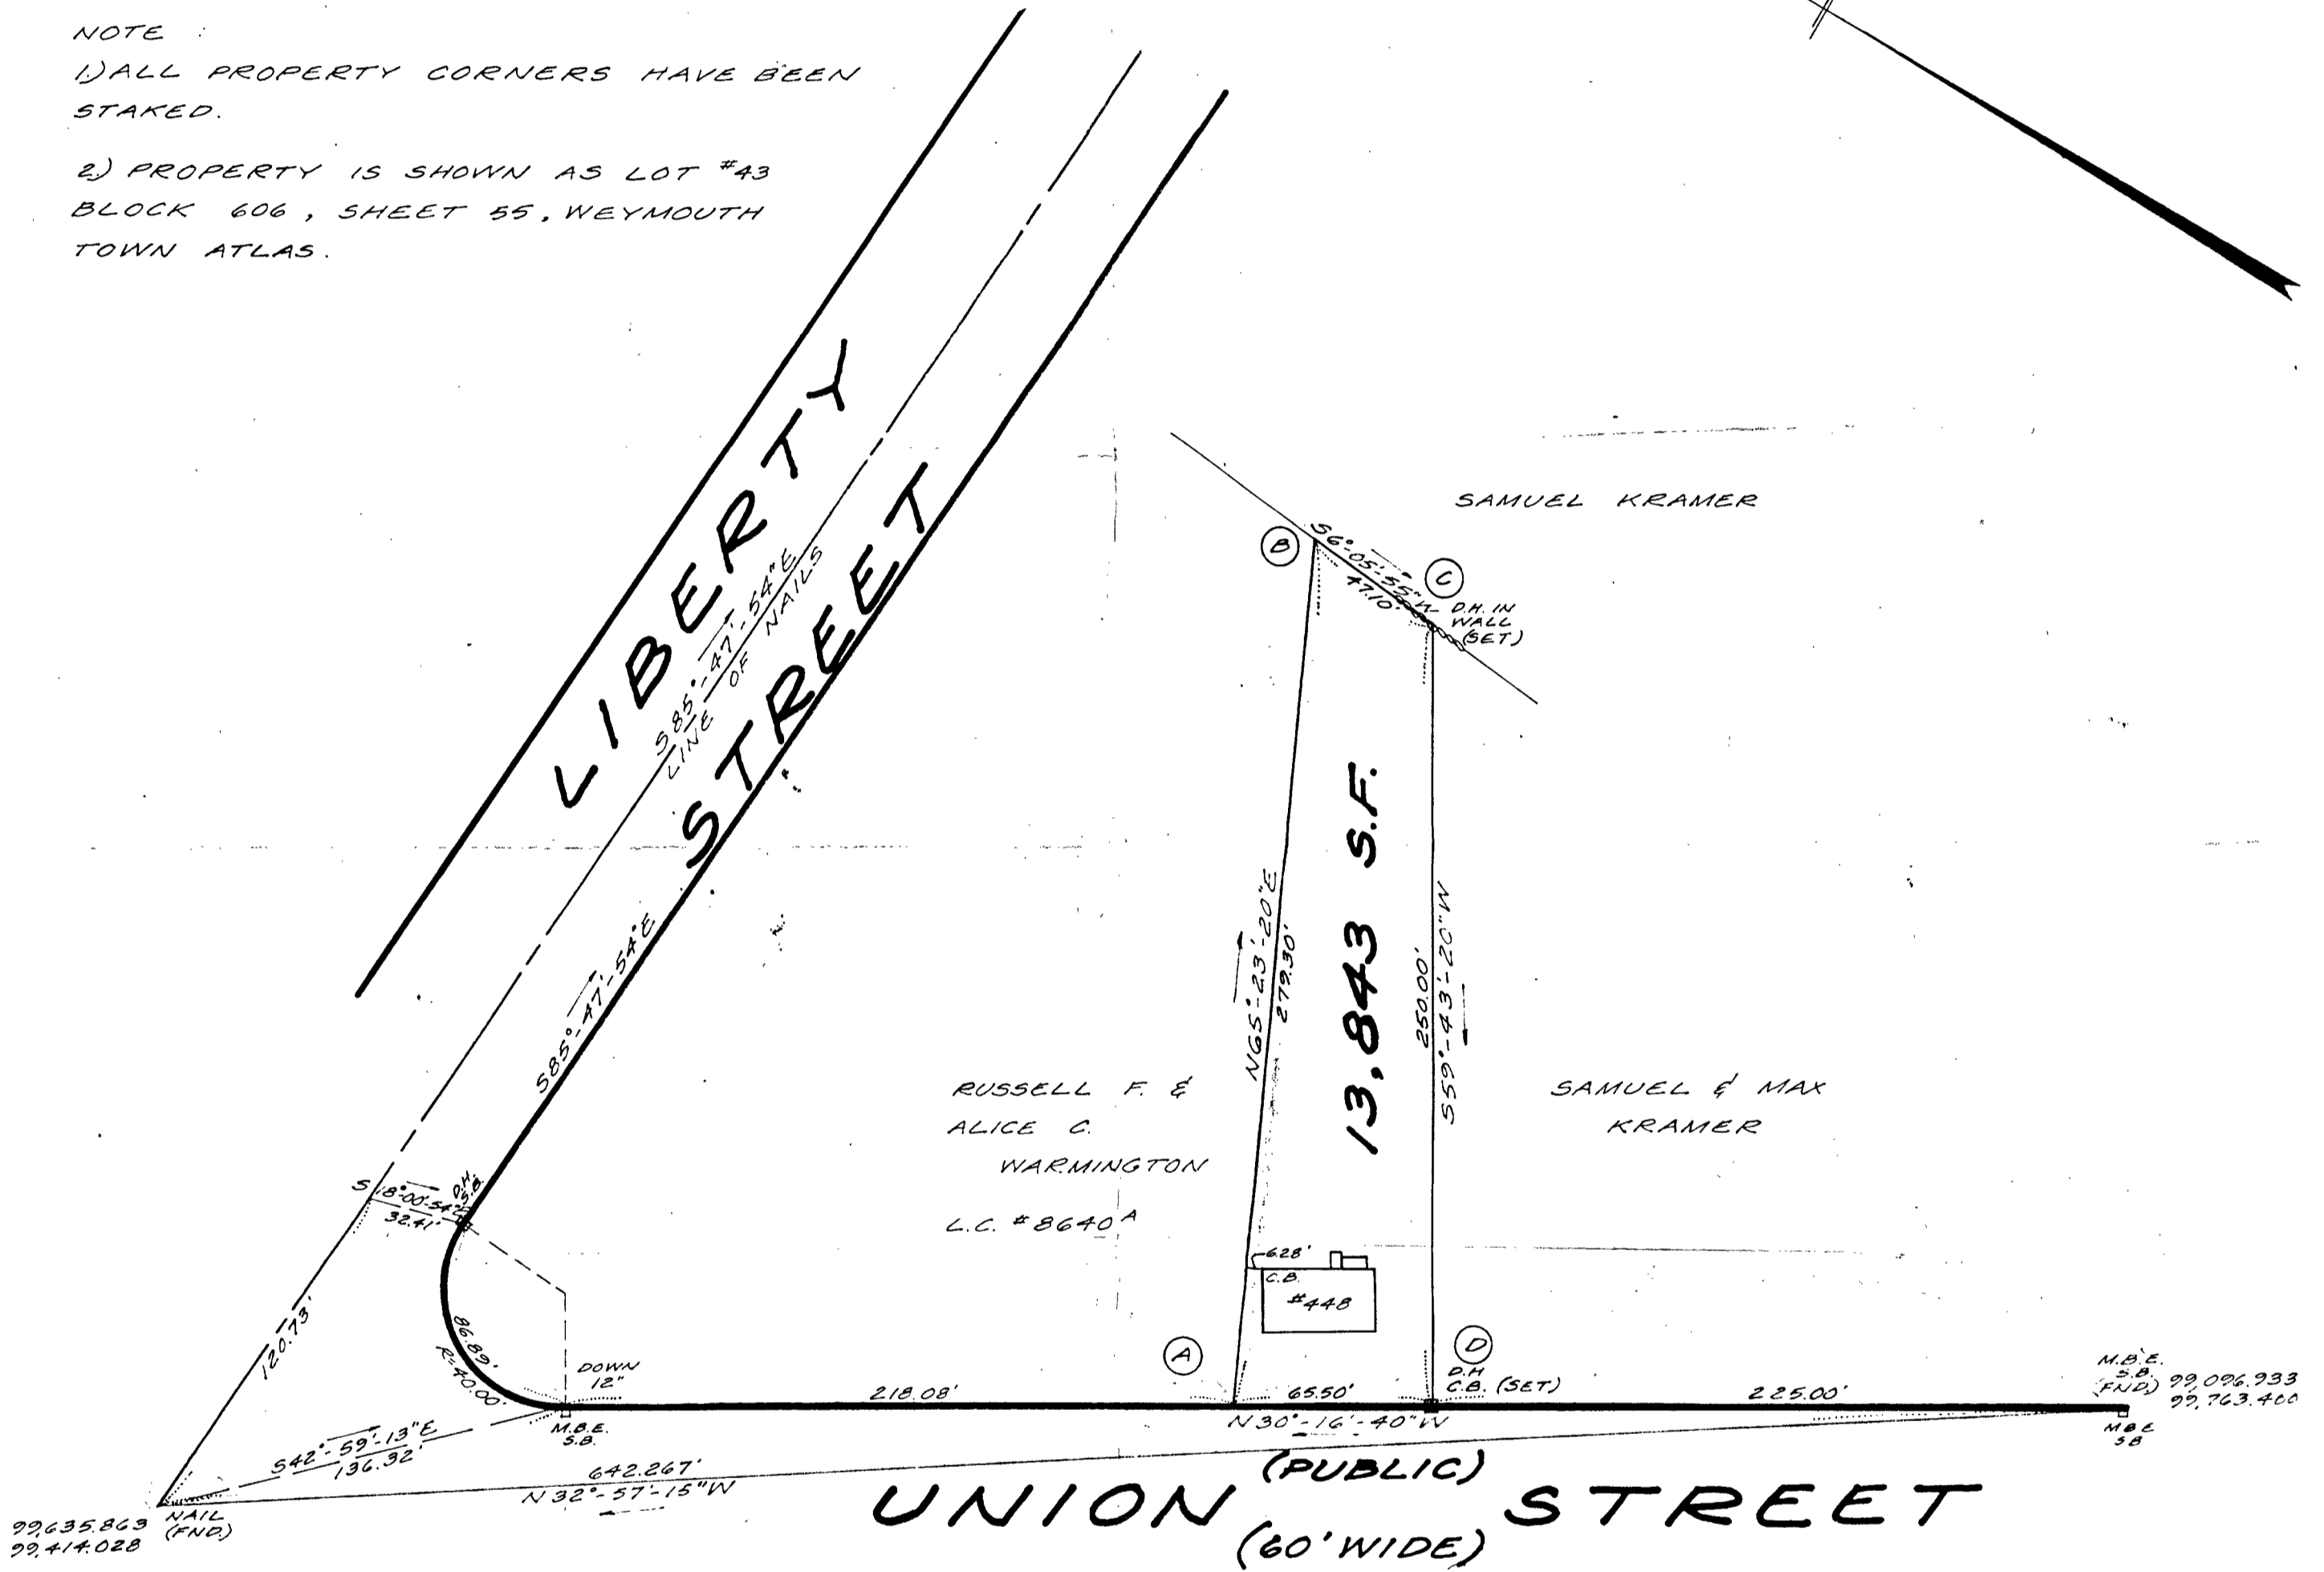 NOTE :
1.) ALL PROPERTY CORNERS HAVE BEEN
STAKED.
2.) PROPERTY IS SHOWN AS LOT #43
BLOCK 606, SHEET 55, WEYMOUTH
TOWN ATLAS.
LIBERTY
STREET
S85°-47'-54"E
LINE OF NAILS
S85°-47'-54"E
SAMUEL KRAMER
B
S6°-05'-55"W
47.10'
C
D.H. IN
WALL
(SET)
N65°-23'-20"E
279.30'
13,843 S.F.
250.00'
S59°-43'-20"W
RUSSELL F. &
ALICE C.
WARMINGTON
L.C. #8640A
SAMUEL & MAX
KRAMER
S18°-00'-54"E
32.41'
D.H.
S.B.
120.73'
86.89'
R=40.00'
DOWN
12"
6.28'
C.B.
#448
A
D
D.H.
C.B. (SET)
218.08'
65.50'
225.00'
N30°-16'-40"W
M.B.E.
S.B.
(FND.)
99,096.933
99,763.400
M.B.E.
S.B.
M.B.E.
S.B.
S42°-59'-13"E
136.32'
642.267'
N32°-57'-15"W
NAIL
(FND.)
99,635.863
99,414.028
(PUBLIC)
UNION STREET
(60' WIDE)